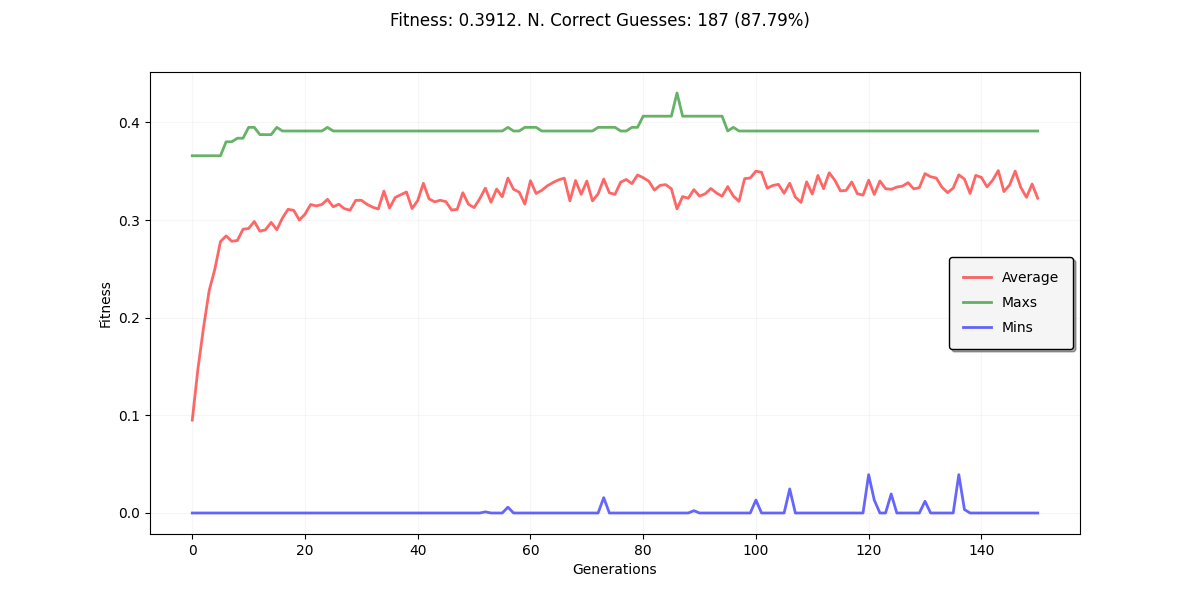 Fitness: 0.3912. N. Correct Guesses: 187 (87.79%)
0.4
0.3
0.2
0.1
0.0
Fitness
Average
Maxs
Mins
0 20 40 60 80 100 120 140
Generations